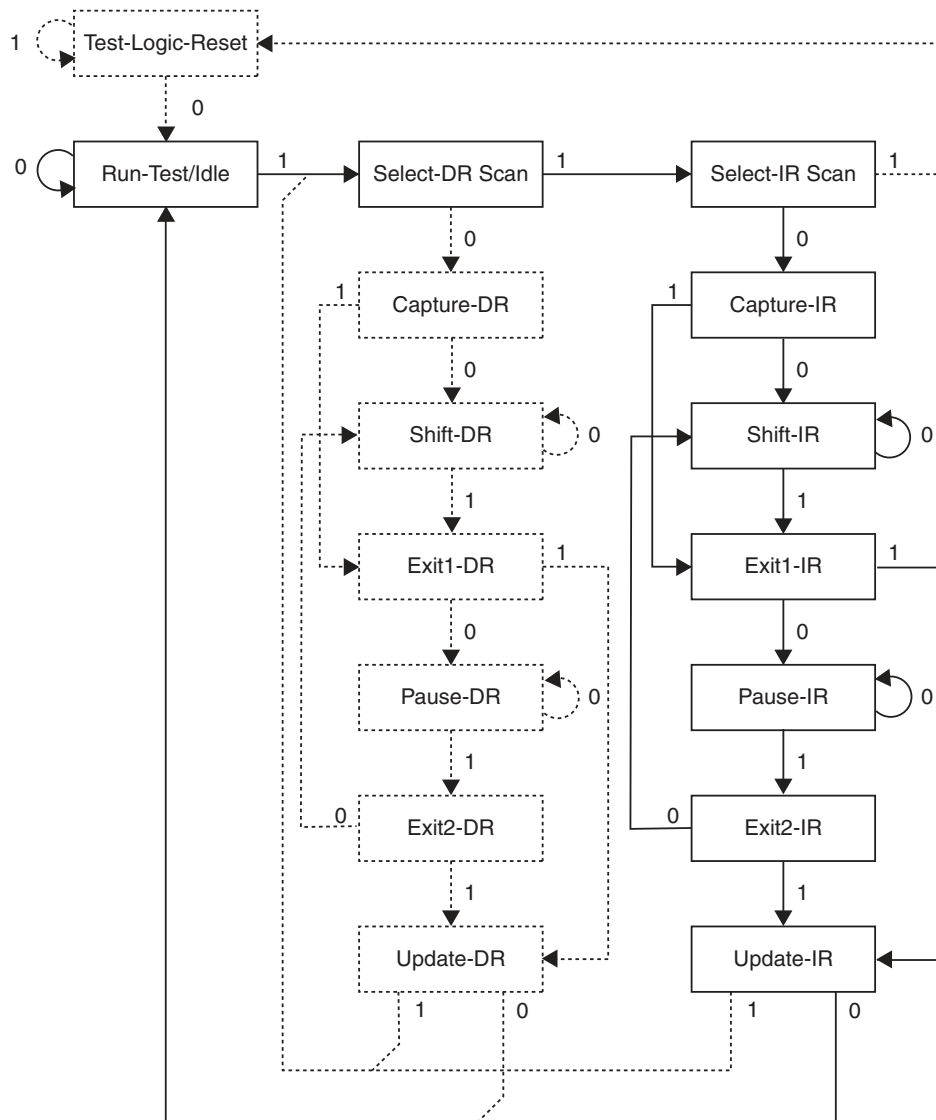 1
Test-Logic-Reset
0
0
Run-Test/Idle
1
Select-DR Scan
1
Select-IR Scan
1
0
0
1
Capture-DR
1
Capture-IR
0
0
Shift-DR
0
Shift-IR
0
1
1
Exit1-DR
1
Exit1-IR
1
0
0
Pause-DR
0
Pause-IR
0
1
1
0
Exit2-DR
0
Exit2-IR
1
1
Update-DR
Update-IR
1
0
1
0